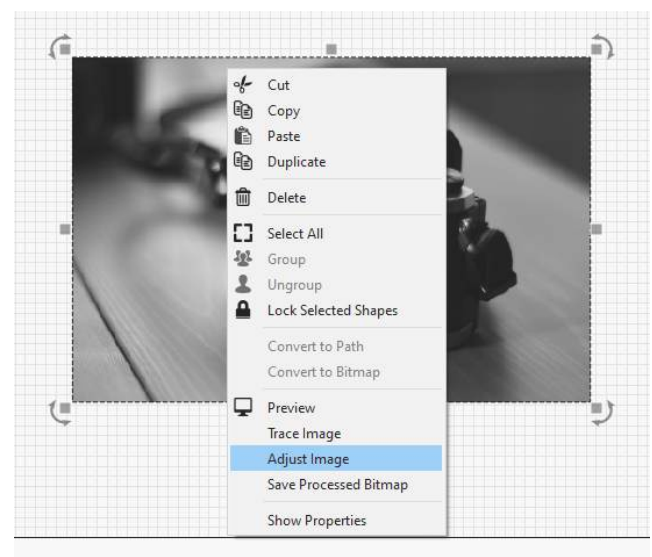 Cut
Copy
Paste
Duplicate
Delete
Select All
Group
Ungroup
Lock Selected Shapes
Convert to Path
Convert to Bitmap
Preview
Trace Image
Adjust Image
Save Processed Bitmap
Show Properties